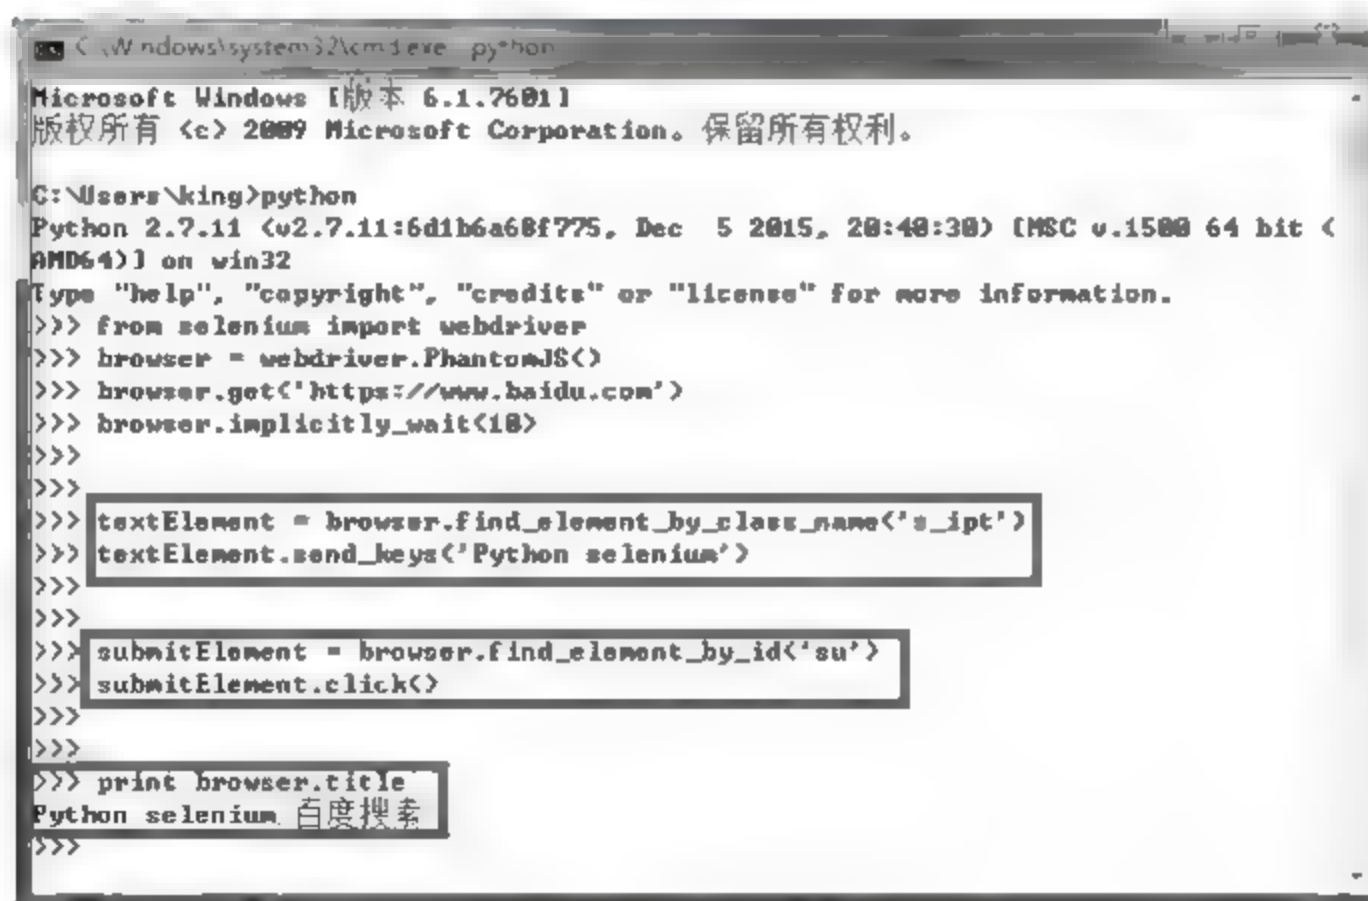 C:\Windows\system32\cmd.exe python
Microsoft Windows [版本 6.1.7601]
版权所有 (c) 2009 Microsoft Corporation。保留所有权利。
C:\Users\king>python
Python 2.7.11 (v2.7.11:6d1b6a68f775, Dec  5 2015, 20:40:30) [MSC v.1500 64 bit (
AMD64)] on win32
Type "help", "copyright", "credits" or "license" for more information.
>>> from selenium import webdriver
>>> browser = webdriver.PhantomJS()
>>> browser.get('https://www.baidu.com')
>>> browser.implicitly_wait(10)
>>>
>>>
>>> textElement = browser.find_element_by_class_name('s_ipt')
>>> textElement.send_keys('Python selenium')
>>>
>>>
>>> submitElement = browser.find_element_by_id('su')
>>> submitElement.click()
>>>
>>>
>>> print browser.title
Python selenium 百度搜索
>>>